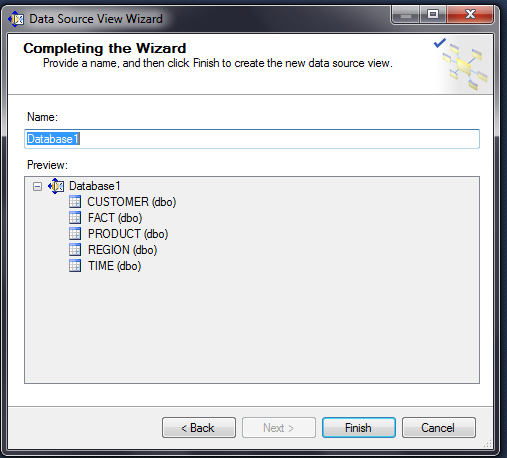 Data Source View Wizard
Completing the Wizard
Provide a name, and then click Finish to create the new data source view.
Name:
Database1
Preview:
Database1
CUSTOMER (dbo)
FACT (dbo)
PRODUCT (dbo)
REGION (dbo)
TIME (dbo)
< Back Next > Finish Cancel